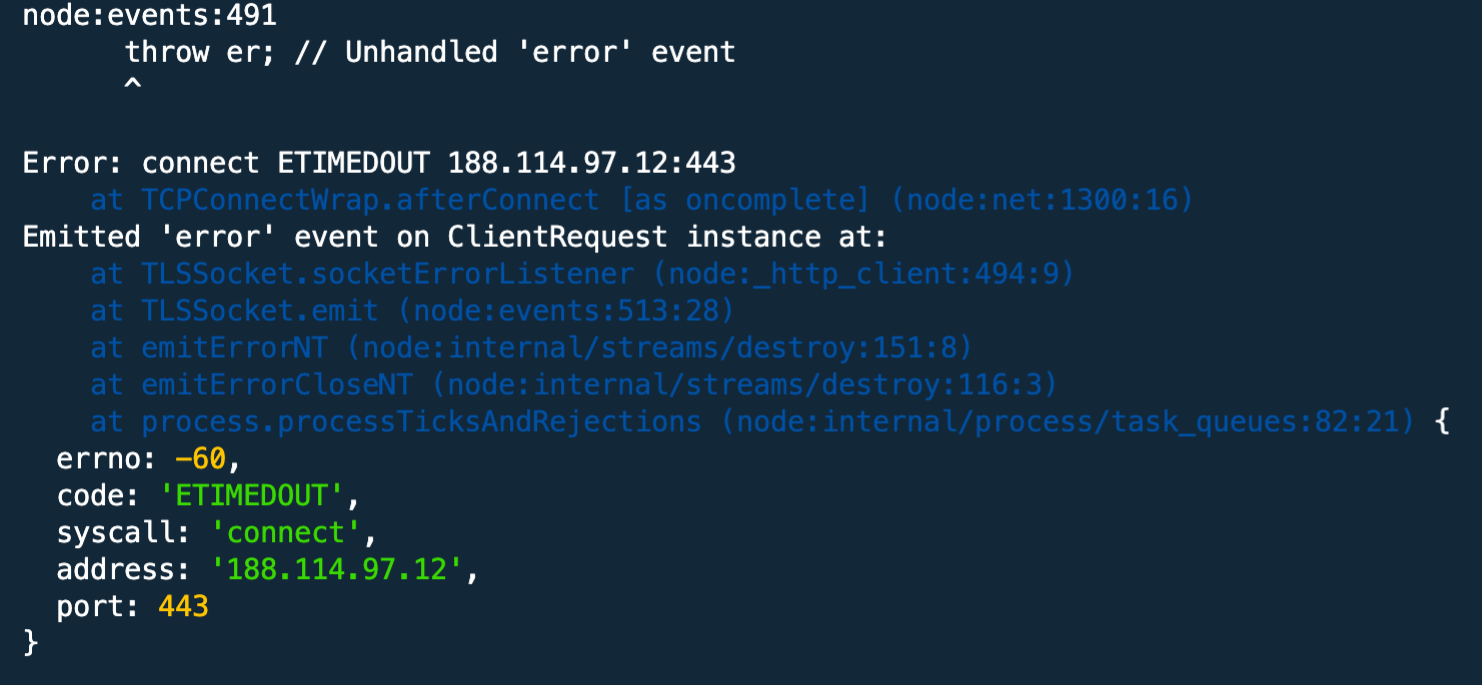 node:events:491
      throw er; // Unhandled 'error' event
      ^

Error: connect ETIMEDOUT 188.114.97.12:443
    at TCPConnectWrap.afterConnect [as oncomplete] (node:net:1300:16)
Emitted 'error' event on ClientRequest instance at:
    at TLSSocket.socketErrorListener (node:_http_client:494:9)
    at TLSSocket.emit (node:events:513:28)
    at emitErrorNT (node:internal/streams/destroy:151:8)
    at emitErrorCloseNT (node:internal/streams/destroy:116:3)
    at process.processTicksAndRejections (node:internal/process/task_queues:82:21) {
  errno: -60,
  code: 'ETIMEDOUT',
  syscall: 'connect',
  address: '188.114.97.12',
  port: 443
}